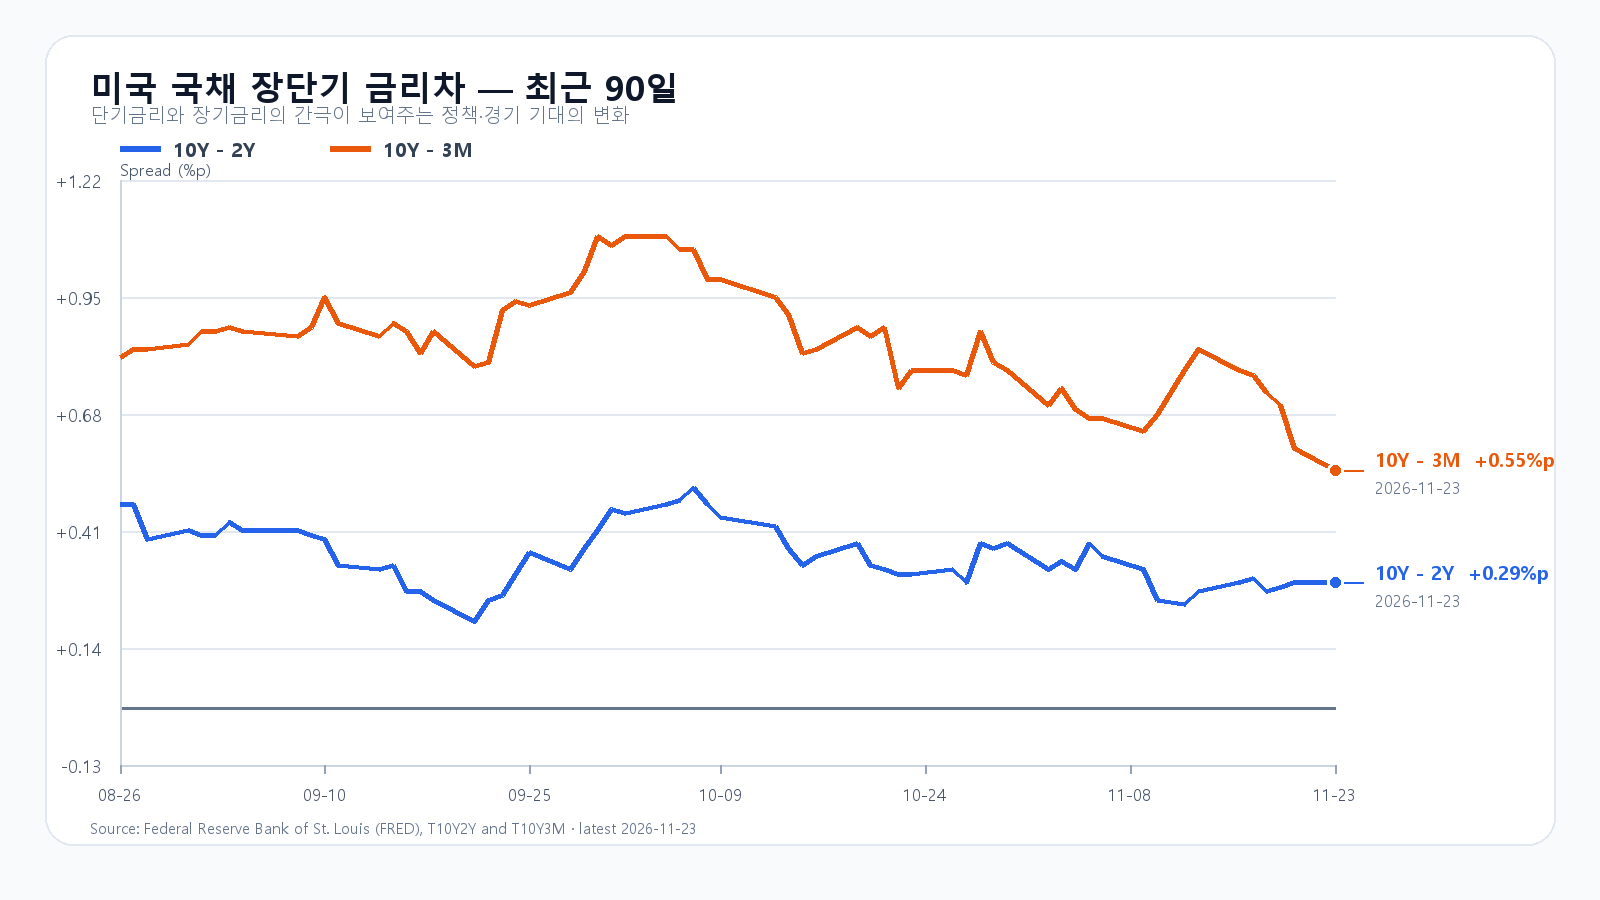 미국 국채 장단기 금리차 — 최근 90일
단기금리와 장기금리의 간극이 보여주는 정책·경기 기대의 변화
10Y - 2Y
10Y - 3M
Spread (%p)
+1.22
+0.95
+0.68
+0.41
+0.14
-0.13
10Y - 3M +0.55%p
2026-11-23
10Y - 2Y +0.29%p
2026-11-23
08-26
09-10
09-25
10-09
10-24
11-08
11-23
Source: Federal Reserve Bank of St. Louis (FRED), T10Y2Y and T10Y3M · latest 2026-11-23